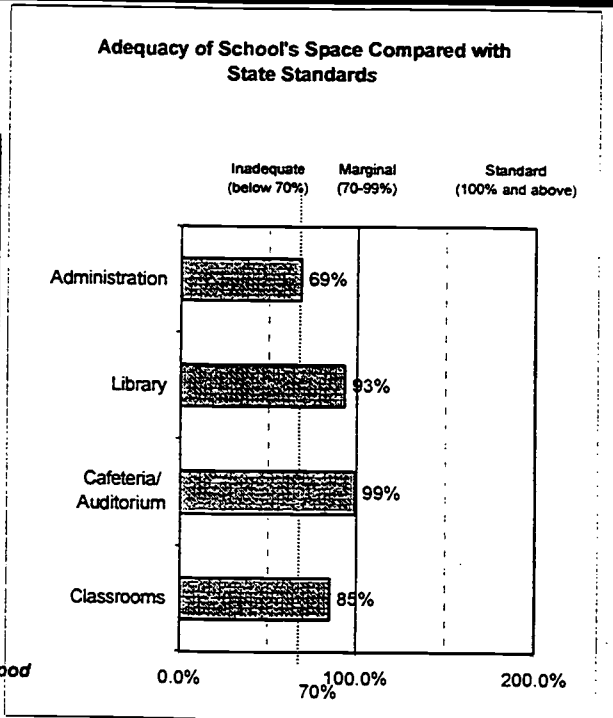 Adequacy of School's Space Compared with
State Standards
Inadequate Marginal Standard
(below 70%) (70-99%) (100% and above)
Administration 69%
Library 93%
Cafeteria/
Auditorium 99%
Classrooms 85%
0.0% 100.0% 200.0%
70%